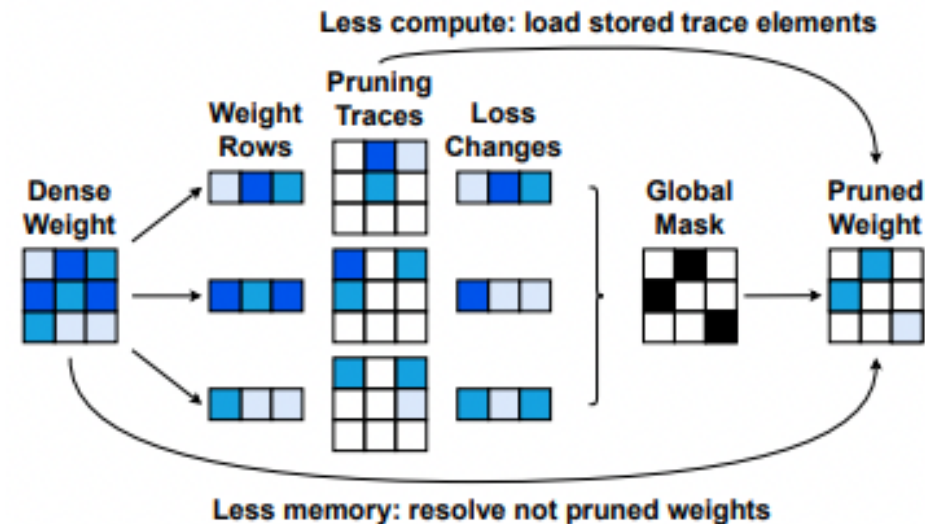 Less compute: load stored trace elements
Pruning
Traces
Weight
Rows
Loss
Changes
Dense
Weight
Global
Mask
Pruned
Weight
Less memory: resolve not pruned weights